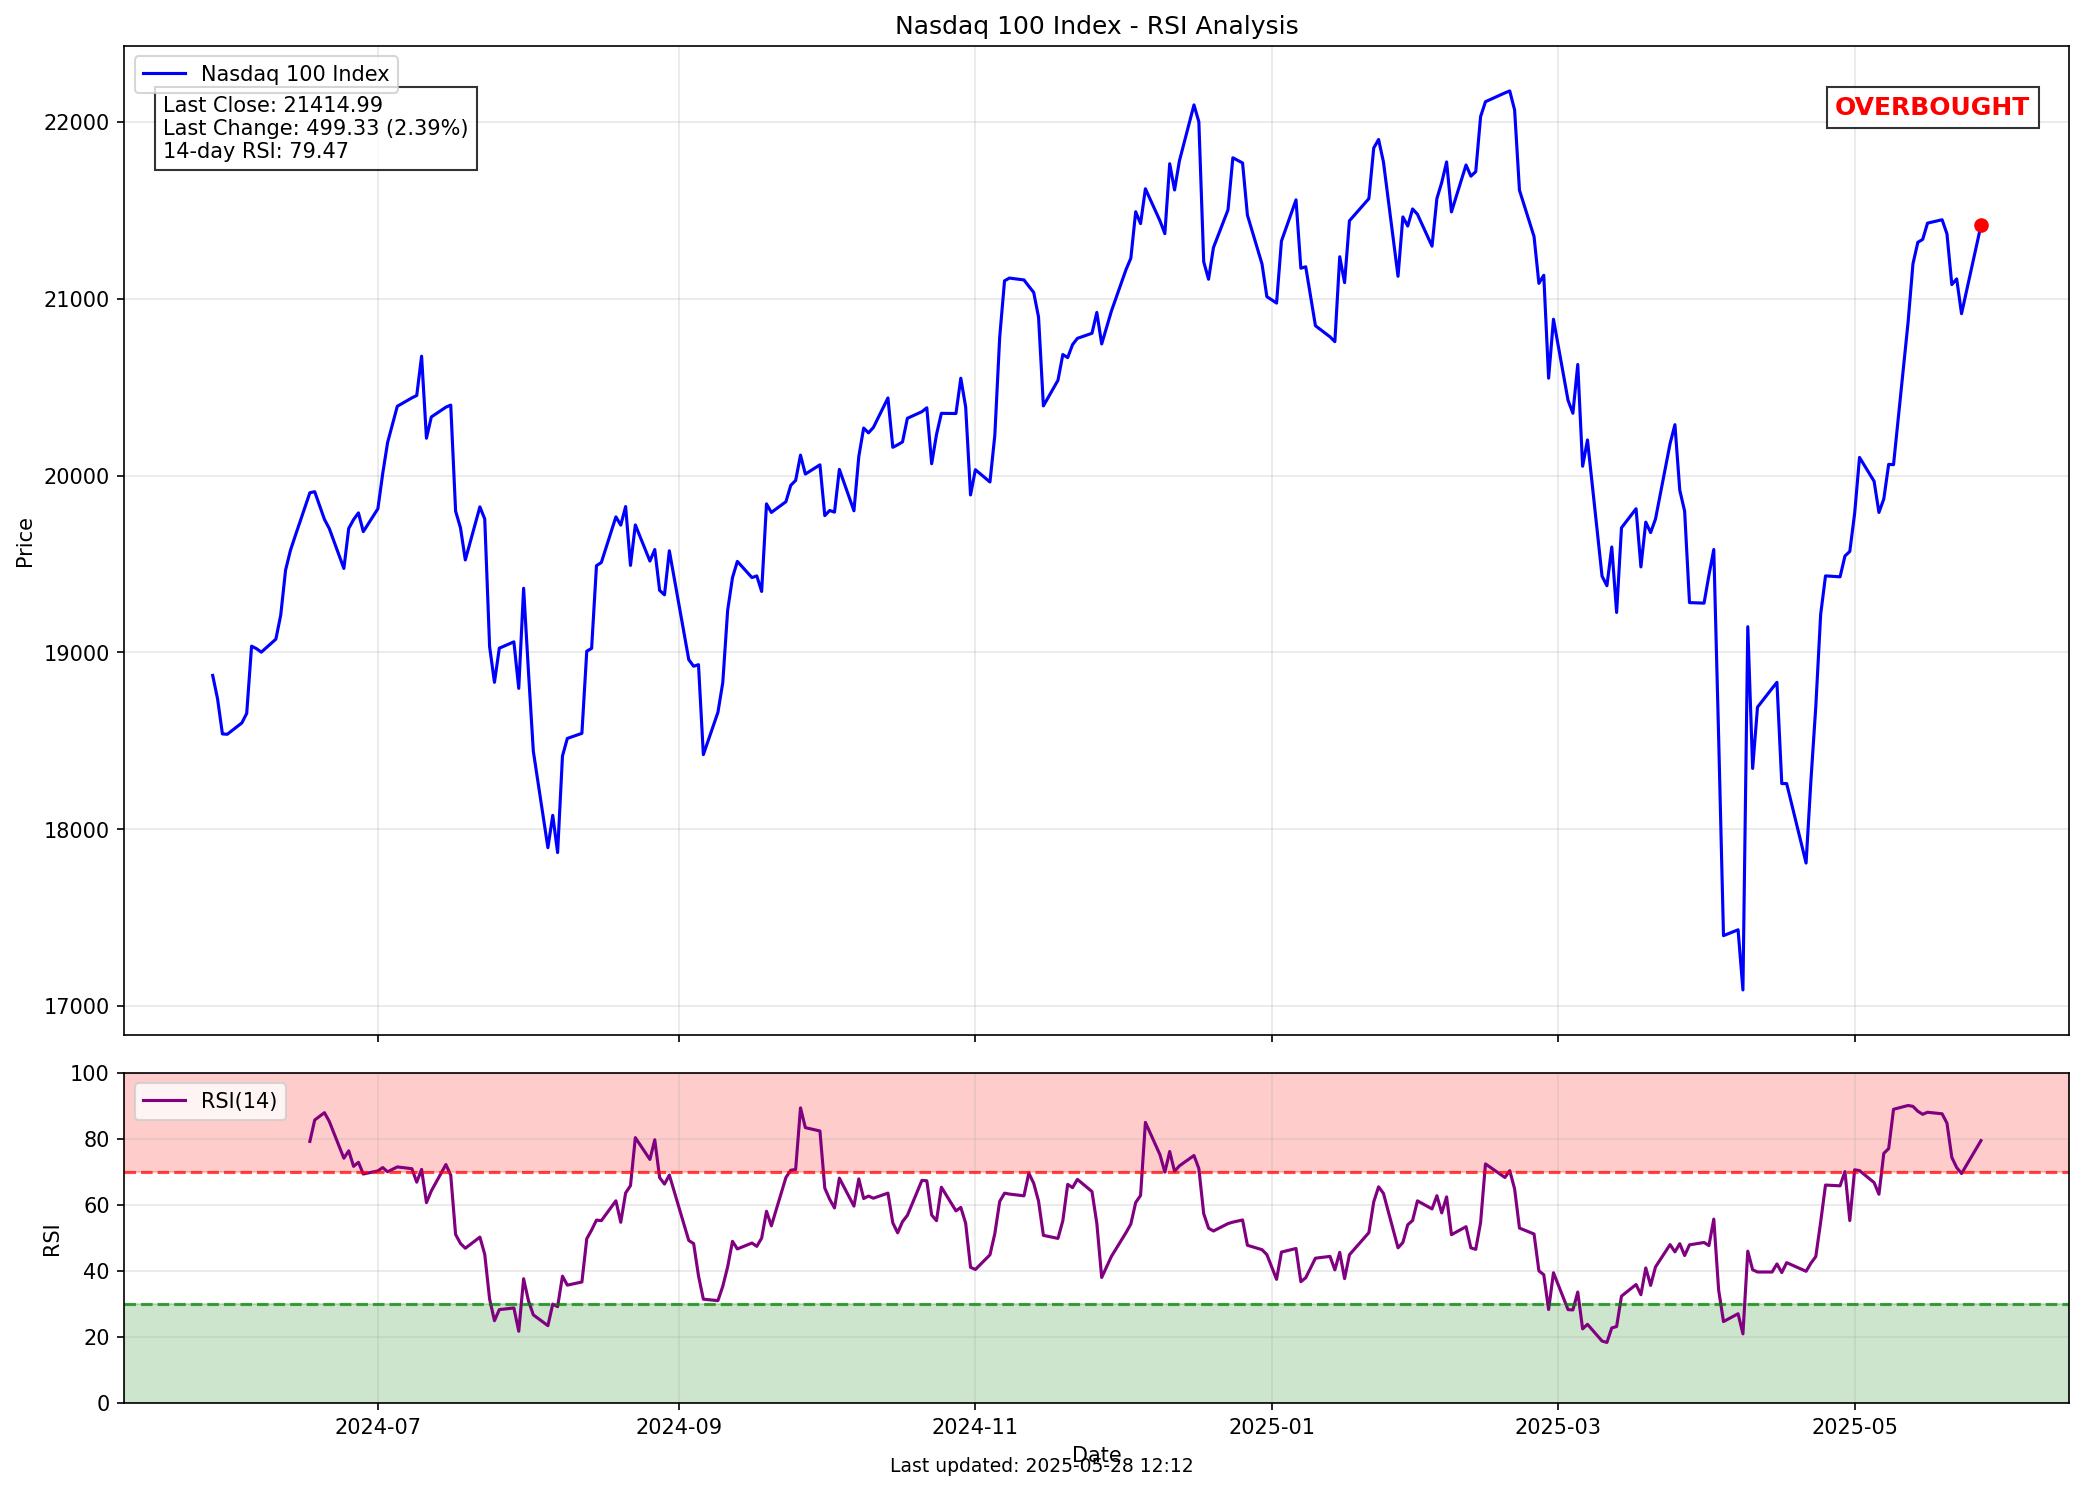 Nasdaq 100 Index - RSI Analysis
Nasdaq 100 Index
Last Close: 21414.99
Last Change: 499.33 (2.39%)
14-day RSI: 79.47
OVERBOUGHT
22000
21000
20000
19000
18000
17000
Price
RSI(14)
100
80
60
40
20
0
RSI
2024-07
2024-09
2024-11
2025-01
2025-03
2025-05
Date
Last updated: 2025-05-28 12:12